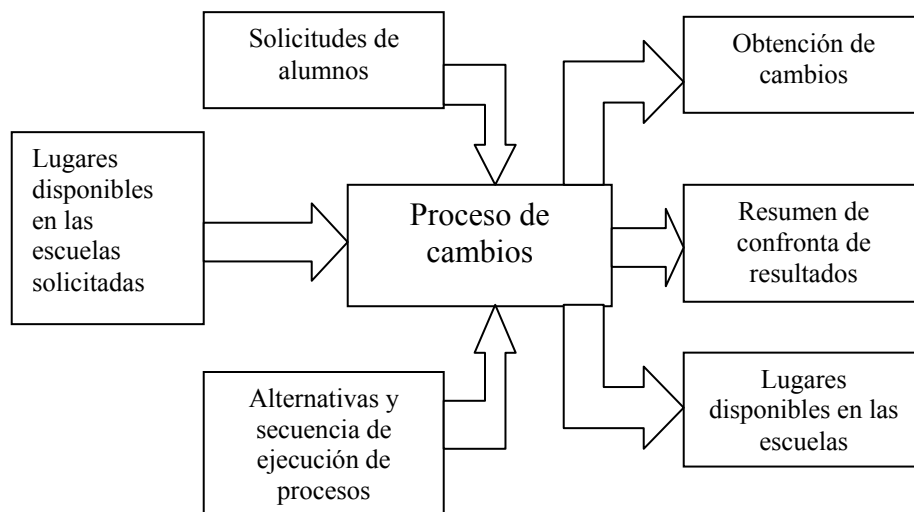 Solicitudes de
alumnos
Obtención de
cambios
Lugares
disponibles
en las
escuelas
solicitadas
Proceso de
cambios
Resumen de
confronta de
resultados
Alternativas y
secuencia de
ejecución de
procesos
Lugares
disponibles en las
escuelas